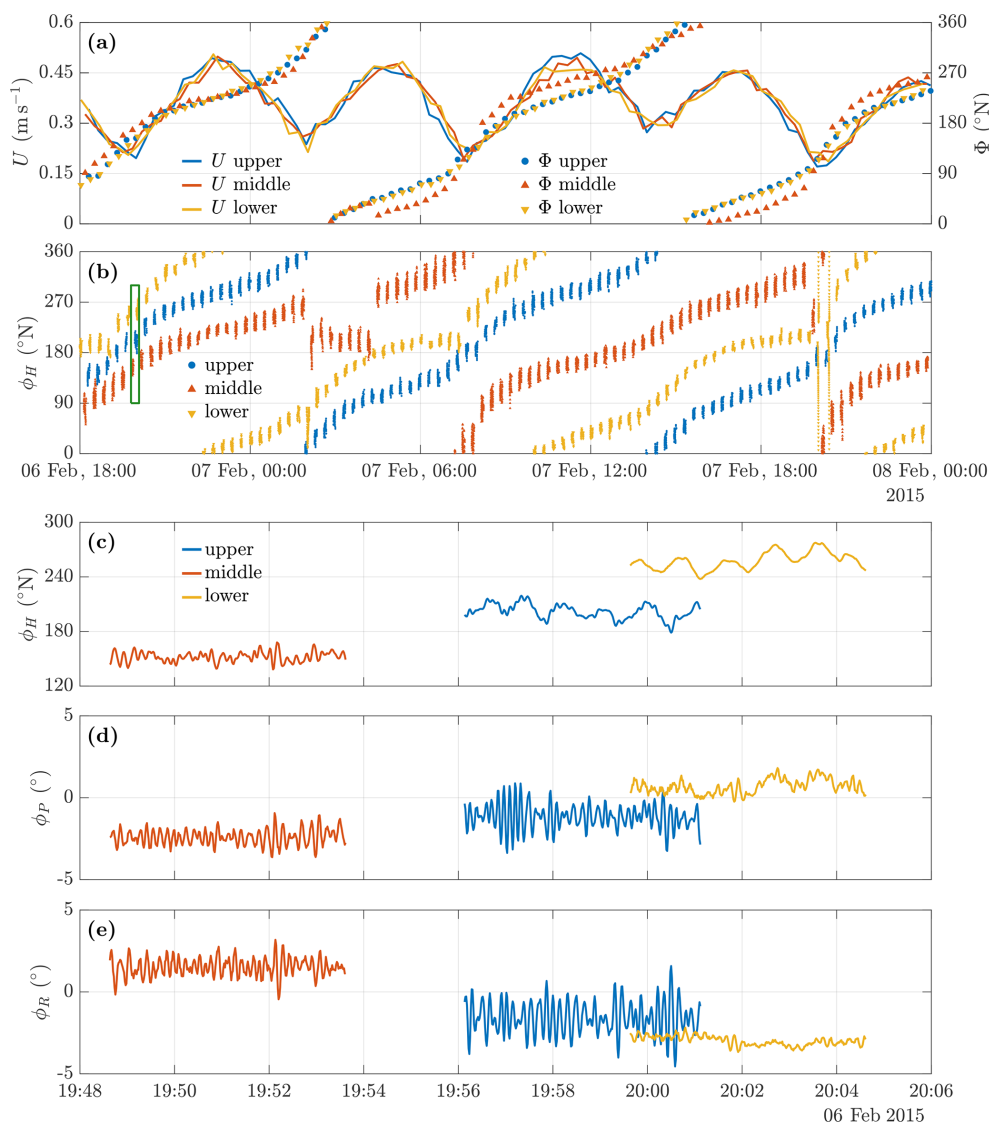 0.6
0.45
0.3
0.15
0
U (m s⁻¹)
(a)
U upper
U middle
U lower
Φ upper
Φ middle
Φ lower
360
270
180
90
0
Φ (°N)
360
270
180
90
0
ϕ_H (°N)
(b)
upper
middle
lower
06 Feb, 18:00 07 Feb, 00:00 07 Feb, 06:00 07 Feb, 12:00 07 Feb, 18:00 08 Feb, 00:00
2015
300
240
180
120
ϕ_H (°N)
(c)
upper
middle
lower
5
0
-5
ϕ_P (°)
(d)
5
0
-5
ϕ_R (°)
(e)
19:48 19:50 19:52 19:54 19:56 19:58 20:00 20:02 20:04 20:06
06 Feb 2015